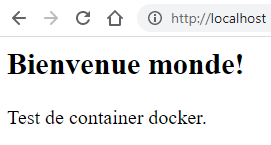 http://localhost
Bienvenue monde!
Test de container docker.